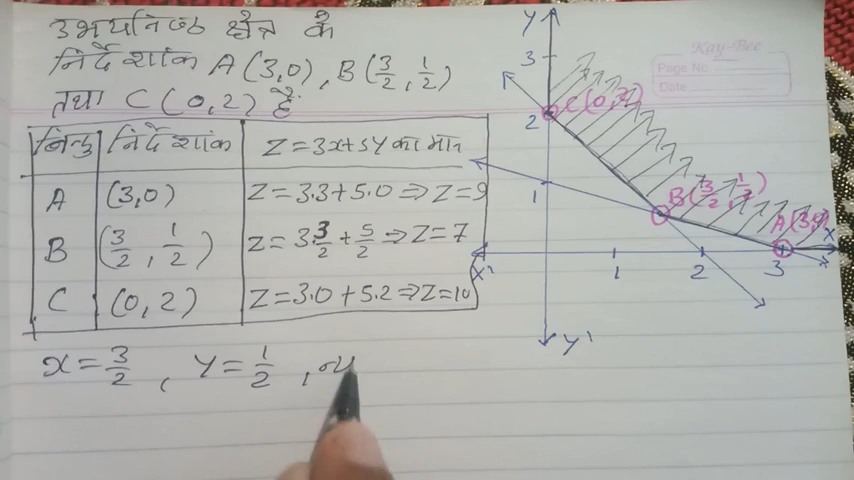 उभयनिष्ठ क्षेत्र के
निर्देशांक A(3,0), B(3/2, 1/2)
तथा C(0,2) है
बिन्दु निर्देशांक Z=3x+5Y का मान
A (3,0) Z=3.3+5.0⇒Z=9
B (3/2, 1/2) Z=3.3/2+5/2⇒Z=7
C (0,2) Z=3.0+5.2⇒Z=10
x=3/2, Y=1/2,
Kay-Bee
Page No
Date
Y
3
C(0,2)
2
1
B(3/2, 1/2)
A(3,0)
X
X'
1
2
3
Y'